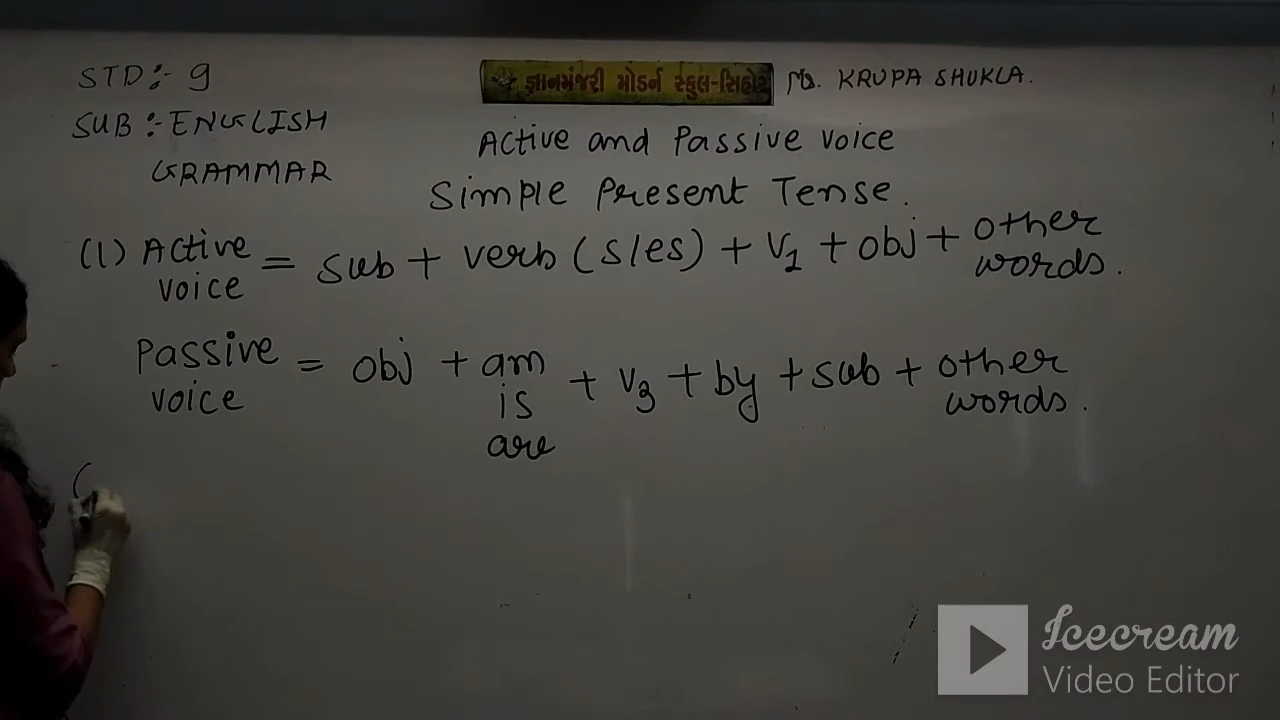 STD:- 9
SUB:- ENGLISH
GRAMMAR
જ્ઞાનમંજરી મોડર્ન સ્કુલ-સિહોર
Ms. KRUPA SHUKLA.
Active and Passive voice
Simple Present Tense.
(1) Active voice = sub + verb (s/es) + V1 + obj + other words.
Passive voice = obj + am is are + V3 + by + sub + other words.
(
Icecream
Video Editor